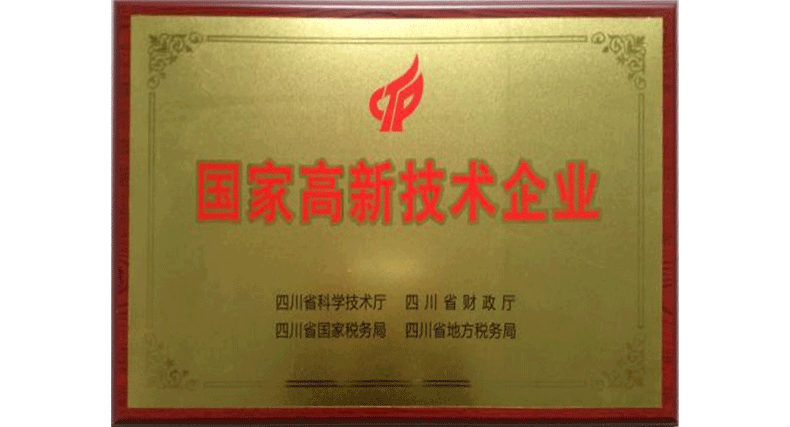 CTP
国家高新技术企业
四川省科学技术厅 四川省财政厅
四川省国家税务局 四川省地方税务局